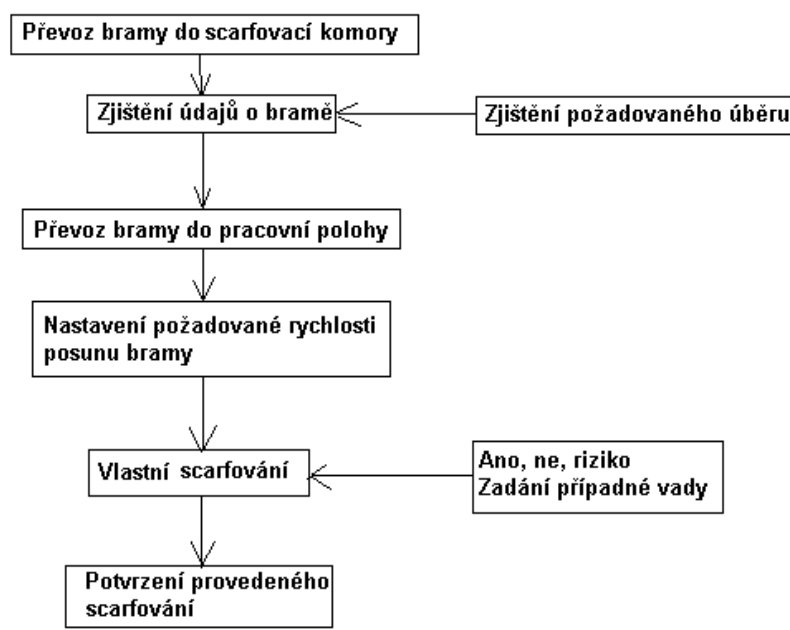 Převoz bramy do scarfovací komory
Zjištění údajů o bramě
Zjištění požadovaného úběru
Převoz bramy do pracovní polohy
Nastavení požadované rychlosti
posunu bramy
Vlastní scarfování
Ano, ne, riziko
Zadání případné vady
Potvrzení provedeného
scarfování